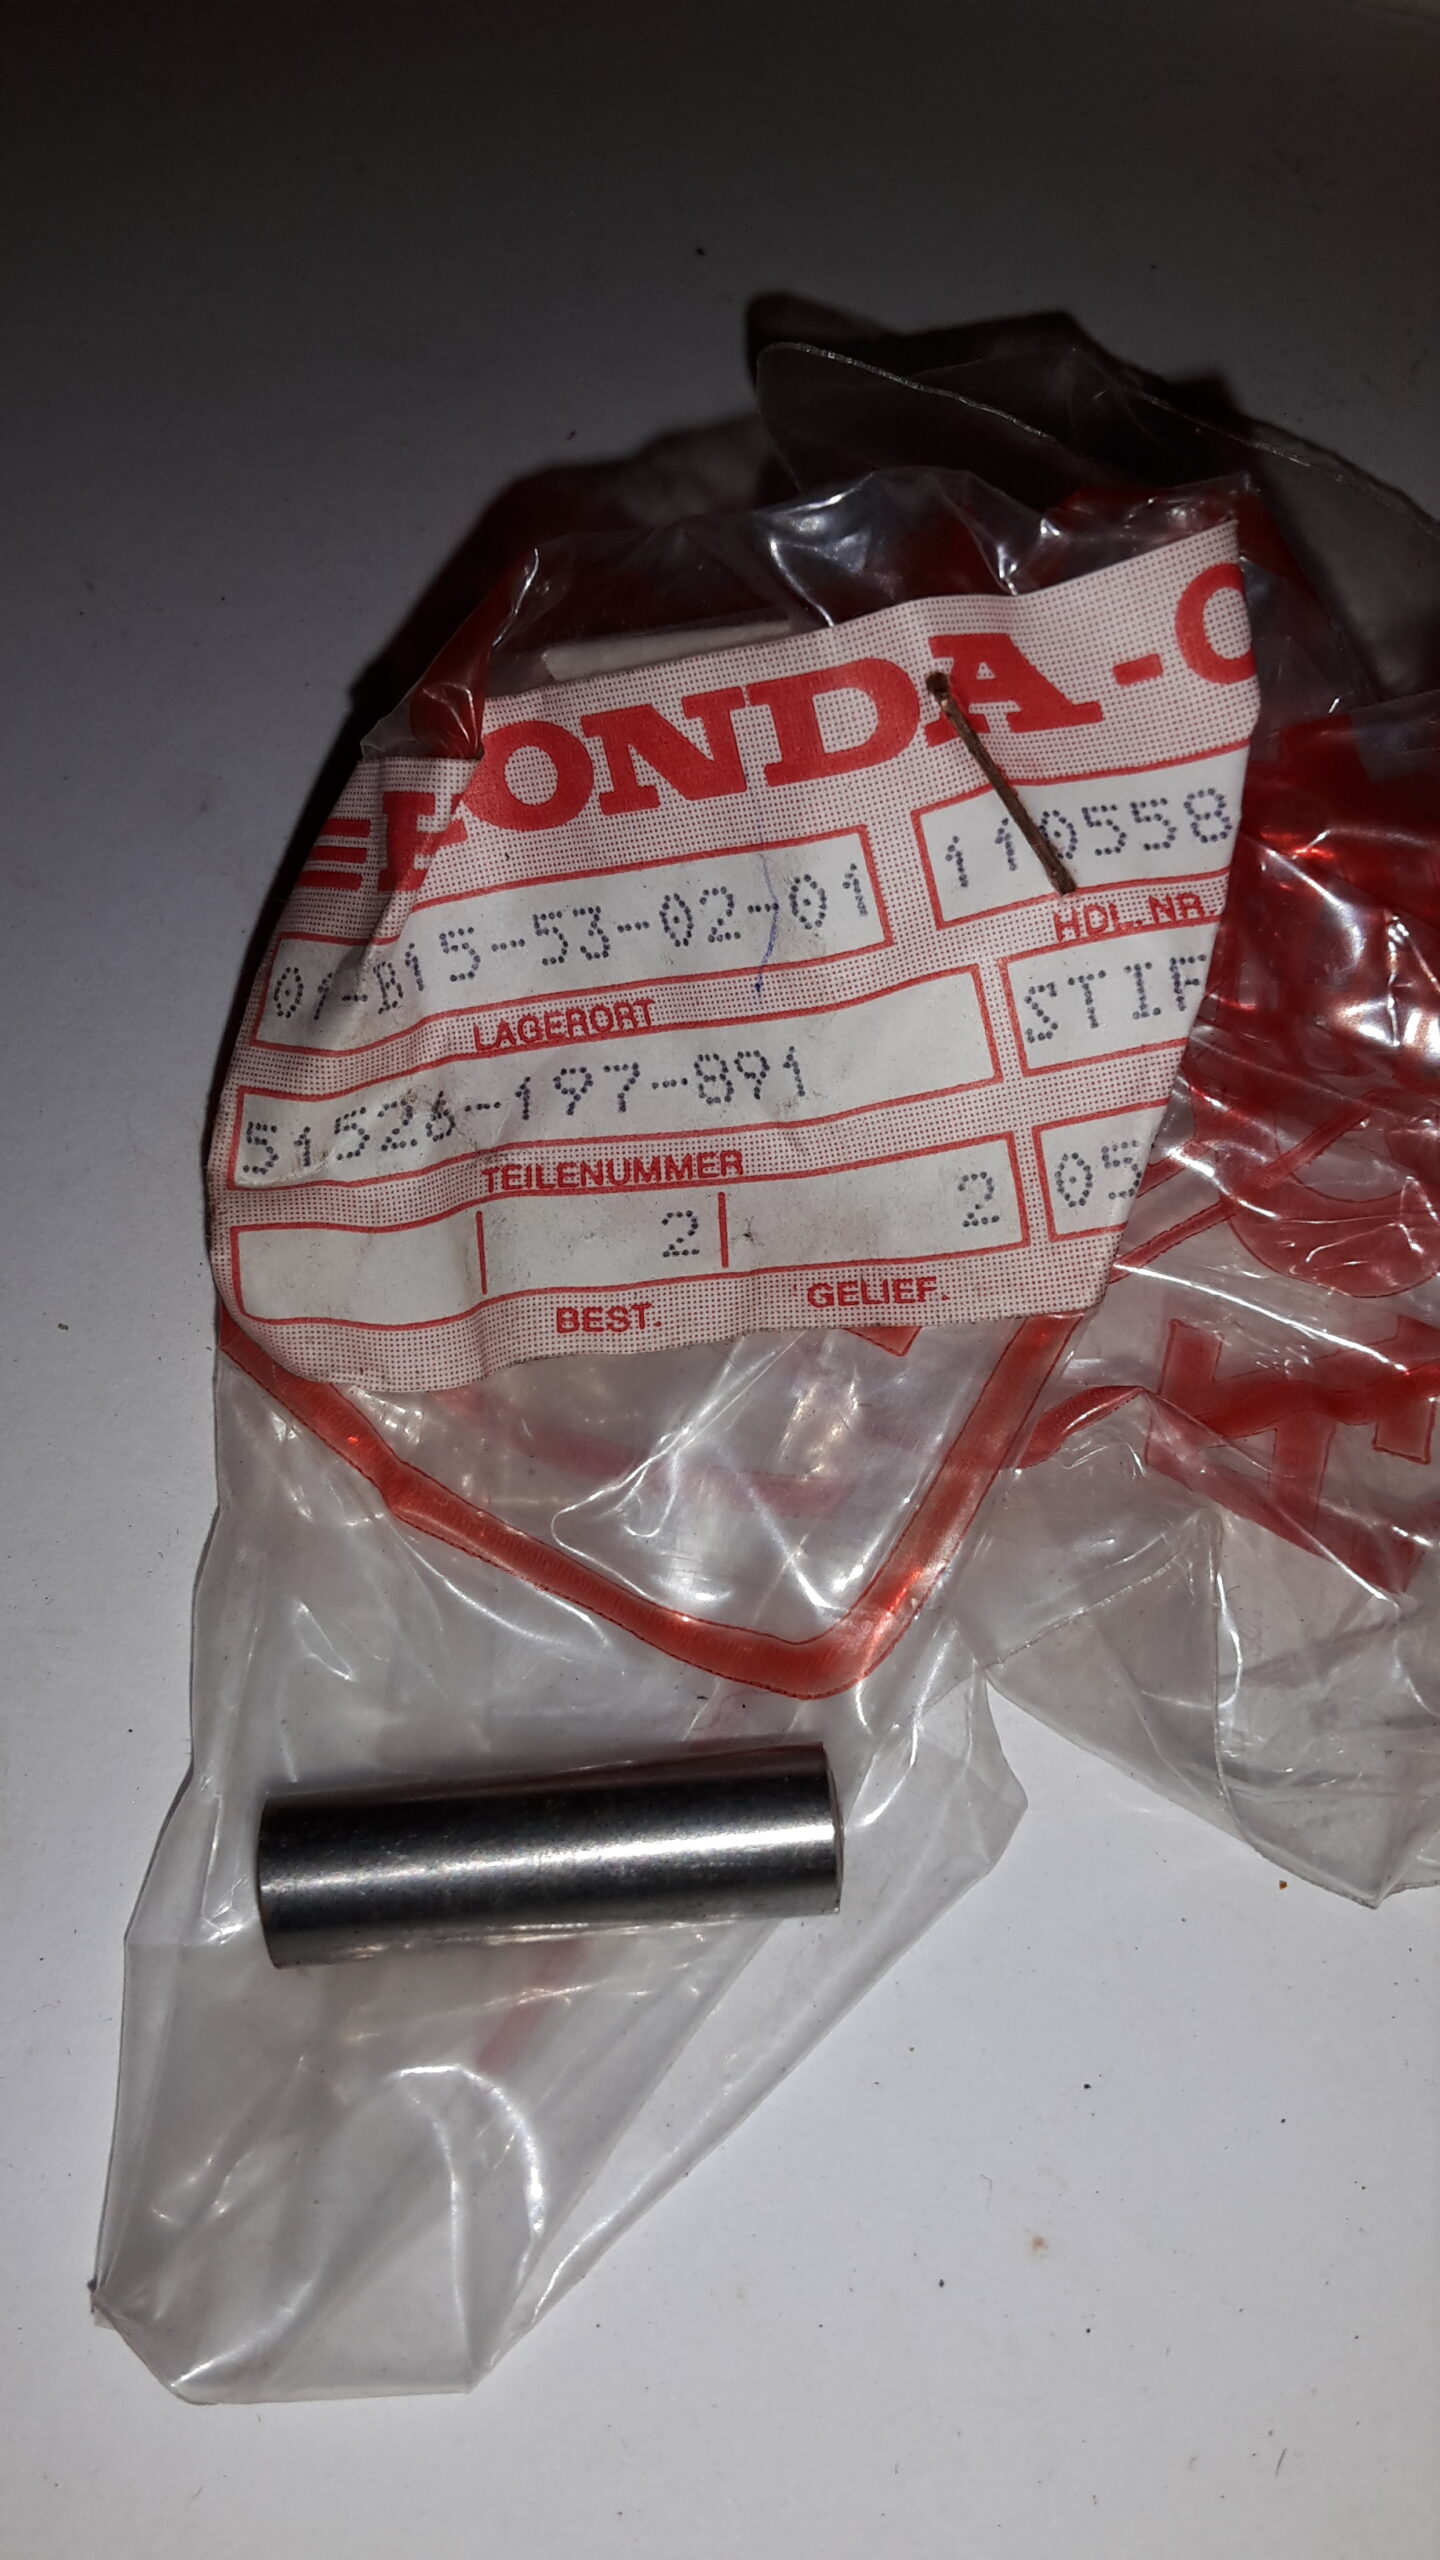 HONDA - O
01-B15-53-02-01
110558
LAGERORT
HDL. NR.
51526-197-891
STIF
TEILENUMMER
2
2
05
BEST.
GELIEF.